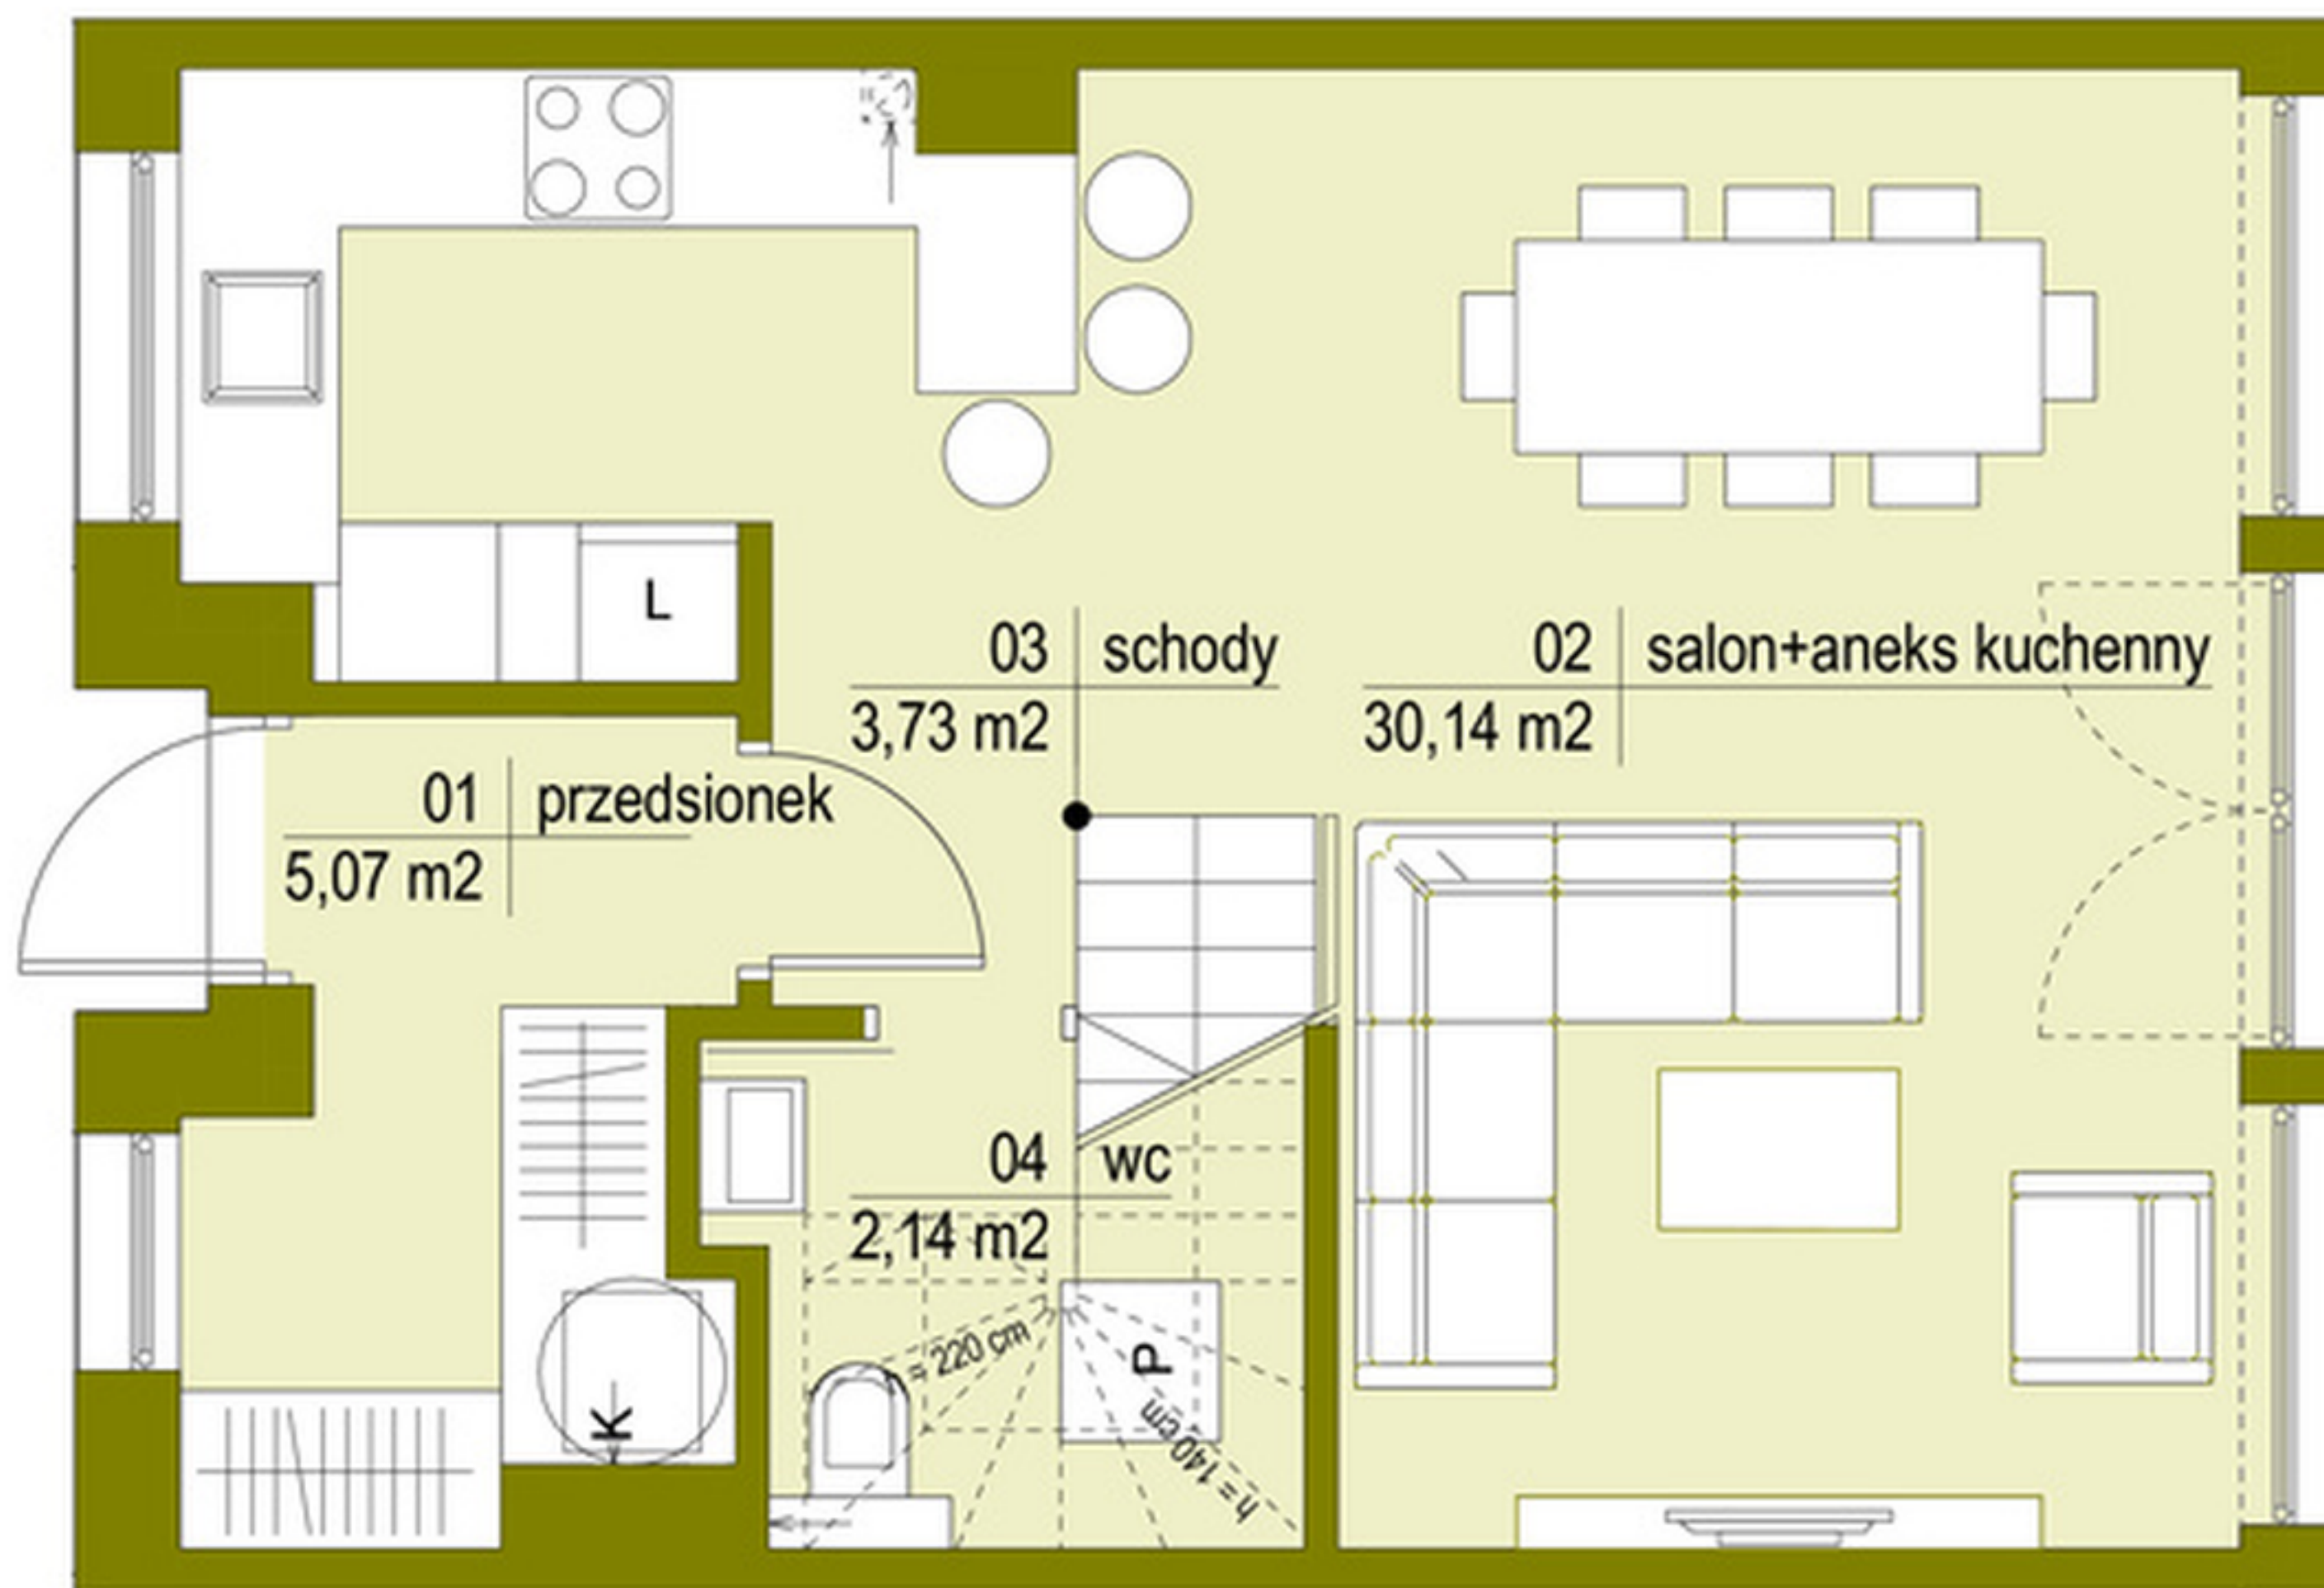 L
03 schody
3,73 m2
02 salon+aneks kuchenny
30,14 m2
01 przedsionek
5,07 m2
04 wc
2,14 m2
= 220 cm
P
h = 140 cm
K